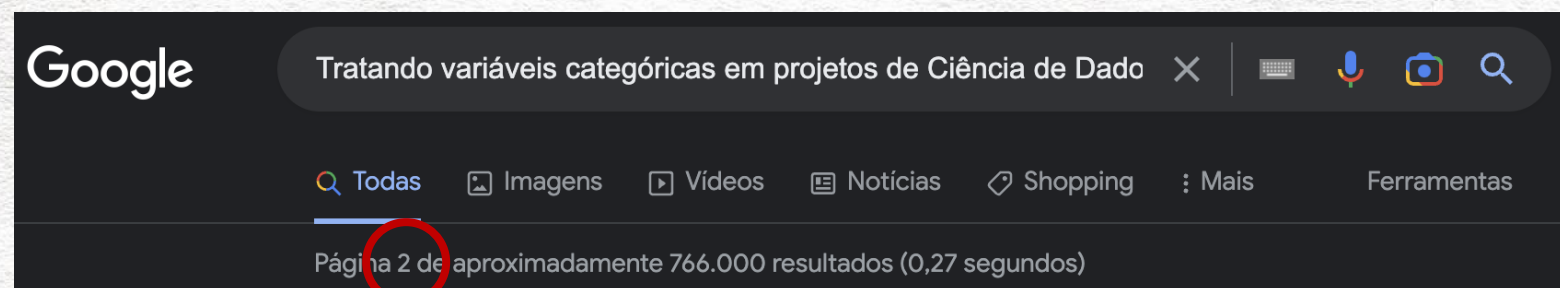 Google
Tratando variáveis categóricas em projetos de Ciência de Dado
Todas Imagens Vídeos Notícias Shopping Mais Ferramentas
Página 2 de aproximadamente 766.000 resultados (0,27 segundos)